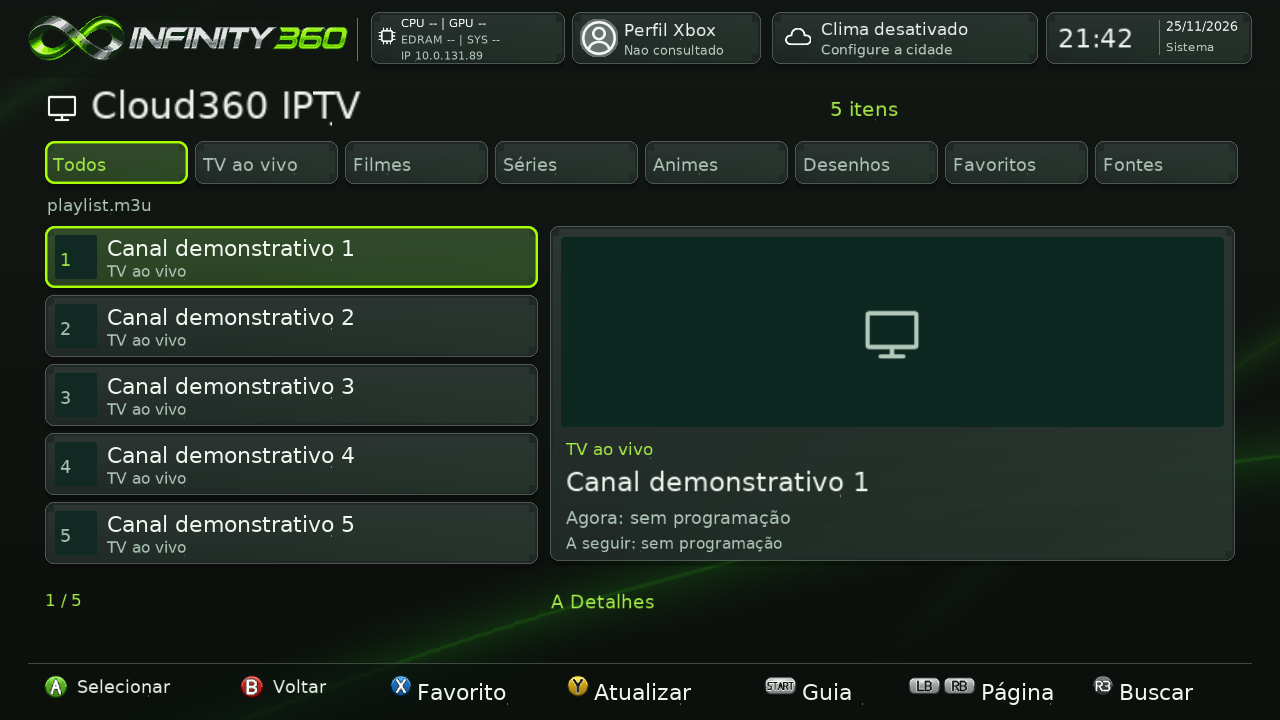 INFINITY 360
CPU -- | GPU --
EDRAM -- | SYS --
IP 10.0.131.89
Perfil Xbox
Nao consultado
Clima desativado
Configure a cidade
21:42
25/11/2026
Sistema
Cloud360 IPTV
5 itens
Todos
TV ao vivo
Filmes
Séries
Animes
Desenhos
Favoritos
Fontes
playlist.m3u
1
Canal demonstrativo 1
TV ao vivo
2
Canal demonstrativo 2
TV ao vivo
3
Canal demonstrativo 3
TV ao vivo
4
Canal demonstrativo 4
TV ao vivo
5
Canal demonstrativo 5
TV ao vivo
TV ao vivo
Canal demonstrativo 1
Agora: sem programação
A seguir: sem programação
1 / 5
A Detalhes
A Selecionar
B Voltar
X Favorito
Y Atualizar
START Guia
LB RB Página
R3 Buscar